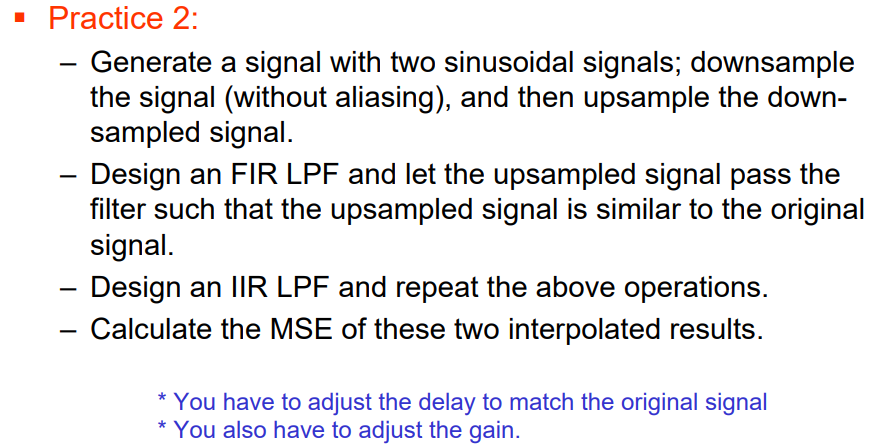 ▪ Practice 2:
– Generate a signal with two sinusoidal signals; downsample
the signal (without aliasing), and then upsample the down-
sampled signal.
– Design an FIR LPF and let the upsampled signal pass the
filter such that the upsampled signal is similar to the original
signal.
– Design an IIR LPF and repeat the above operations.
– Calculate the MSE of these two interpolated results.
* You have to adjust the delay to match the original signal
* You also have to adjust the gain.